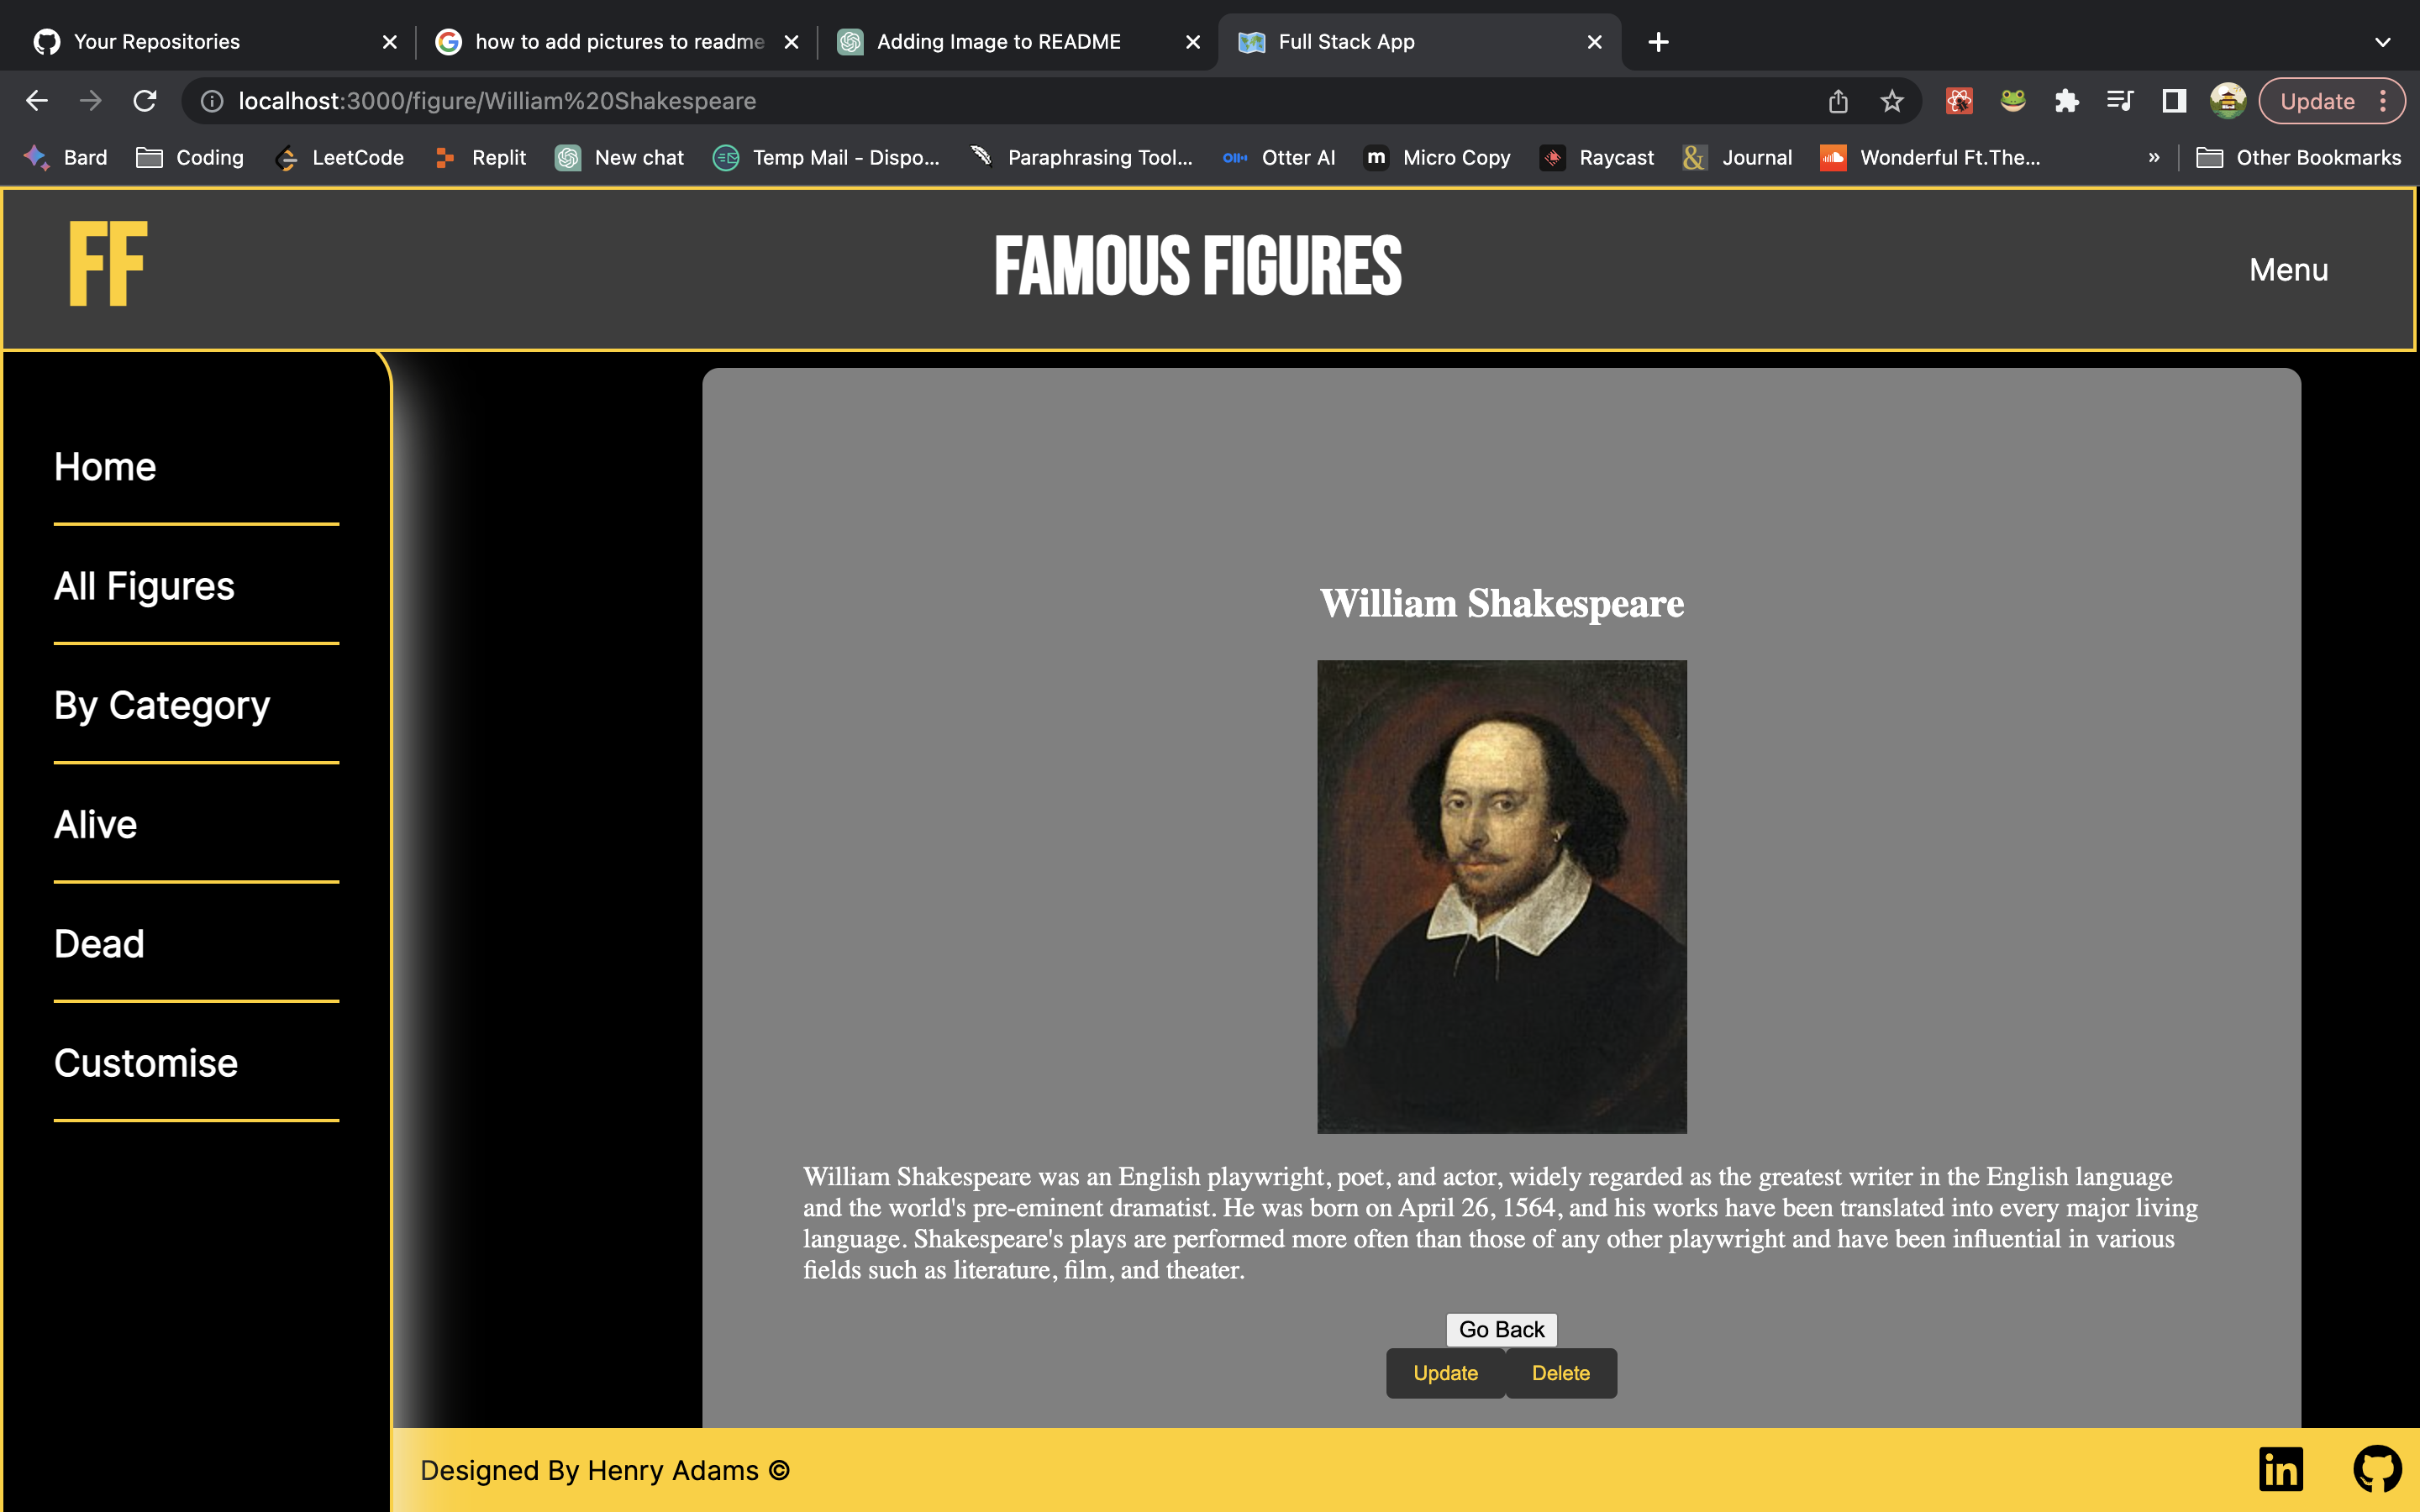 Your Repositories
how to add pictures to readme
Adding Image to README
Full Stack App
localhost:3000/figure/William%20Shakespeare
Update
Bard
Coding
LeetCode
Replit
New chat
Temp Mail - Dispo...
Paraphrasing Tool...
Otter AI
m Micro Copy
Raycast
& Journal
Wonderful Ft.The...
»
Other Bookmarks
FF
FAMOUS FIGURES
Menu
Home
All Figures
By Category
Alive
Dead
Customise
William Shakespeare
William Shakespeare was an English playwright, poet, and actor, widely regarded as the greatest writer in the English language
and the world's pre-eminent dramatist. He was born on April 26, 1564, and his works have been translated into every major living
language. Shakespeare's plays are performed more often than those of any other playwright and have been influential in various
fields such as literature, film, and theater.
Go Back
Update
Delete
Designed By Henry Adams ©
in